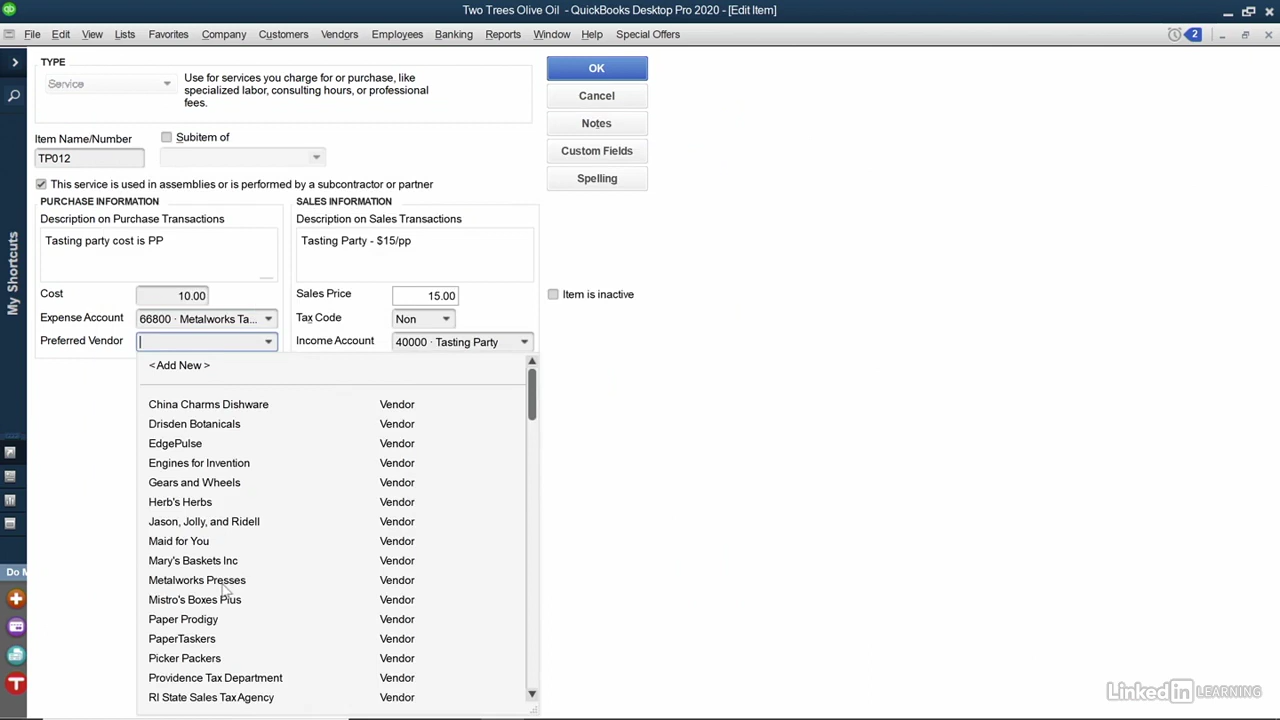 Two Trees Olive Oil - QuickBooks Desktop Pro 2020 - [Edit Item]
File Edit View Lists Favorites Company Customers Vendors Employees Banking Reports Window Help Special Offers 2
TYPE
Service
Use for services you charge for or purchase, like
specialized labor, consulting hours, or professional
fees.
OK
Cancel
Notes
Custom Fields
Spelling
Item Name/Number
Subitem of
TP012
This service is used in assemblies or is performed by a subcontractor or partner
PURCHASE INFORMATION
Description on Purchase Transactions
Tasting party cost is PP
Cost 10.00
Expense Account 66800 · Metalworks Ta...
Preferred Vendor
SALES INFORMATION
Description on Sales Transactions
Tasting Party - $15/pp
Sales Price 15.00
Tax Code Non
Income Account 40000 · Tasting Party
Item is inactive
< Add New >
China Charms Dishware Vendor
Drisden Botanicals Vendor
EdgePulse Vendor
Engines for Invention Vendor
Gears and Wheels Vendor
Herb's Herbs Vendor
Jason, Jolly, and Ridell Vendor
Maid for You Vendor
Mary's Baskets Inc Vendor
Metalworks Presses Vendor
Mistro's Boxes Plus Vendor
Paper Prodigy Vendor
PaperTaskers Vendor
Picker Packers Vendor
Providence Tax Department Vendor
RI State Sales Tax Agency Vendor
My Shortcuts
Do M
LinkedIn LEARNING